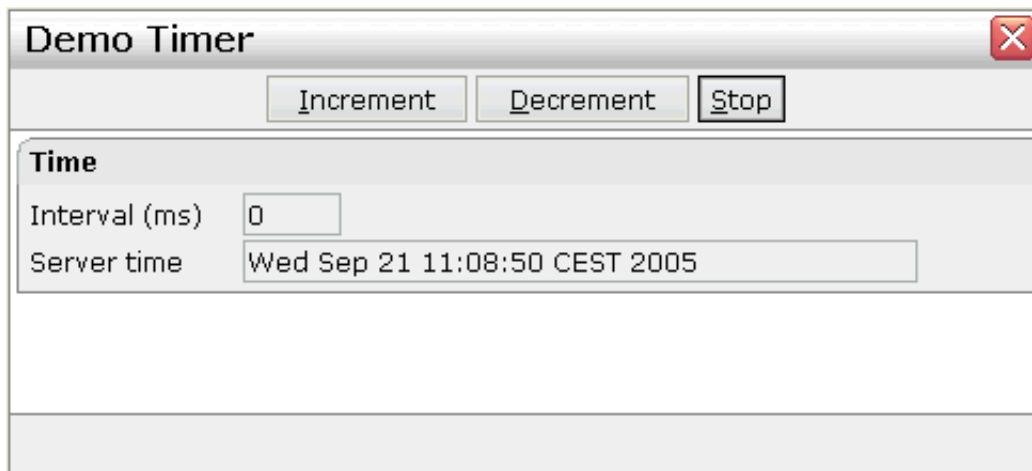 Demo Timer
Increment Decrement Stop
Time
Interval (ms) 0
Server time Wed Sep 21 11:08:50 CEST 2005